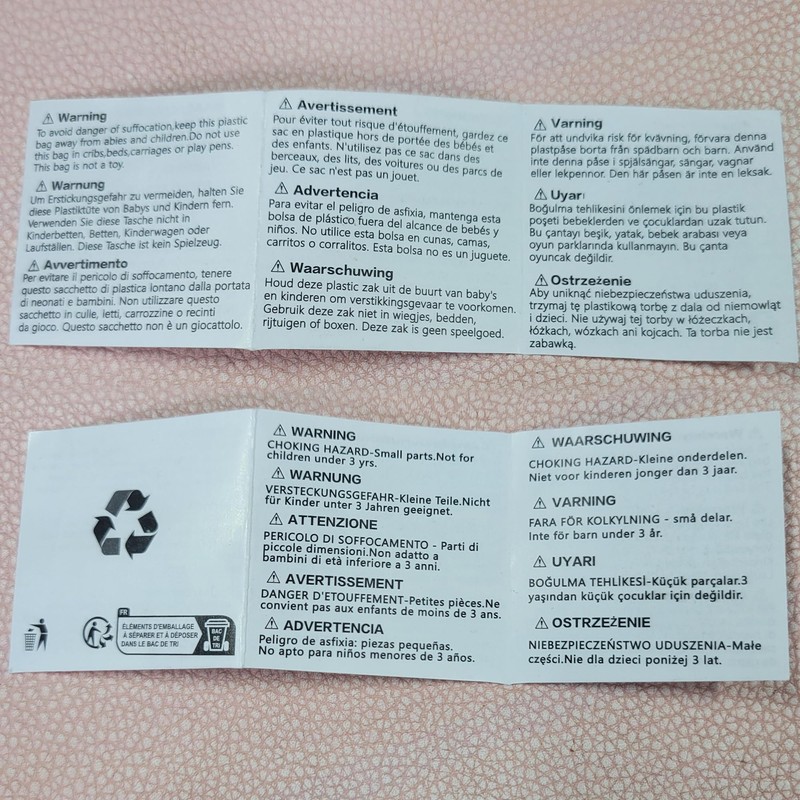 ⚠ Warning
To avoid danger of suffocation,keep this plastic
bag away from abies and children.Do not use
this bag in cribs,beds,carriages or play pens.
This bag is not a toy.
⚠ Warnung
Um Erstickungsgefahr zu vermeiden, halten Sie
diese Plastiktüte von Babys und Kindern fern.
Verwenden Sie diese Tasche nicht in
Kinderbetten, Betten, Kinderwagen oder
Laufställen. Diese Tasche ist kein Spielzeug.
⚠ Avvertimento
Per evitare il pericolo di soffocamento, tenere
questo sacchetto di plastica lontano dalla portata
di neonati e bambini. Non utilizzare questo
sacchetto in culle, letti, carrozzine o recinti
da gioco. Questo sacchetto non è un giocattolo.
⚠ Avertissement
Pour éviter tout risque d'étouffement, gardez ce
sac en plastique hors de portée des bébés et
des enfants. N'utilisez pas ce sac dans des
berceaux, des lits, des voitures ou des parcs de
jeu. Ce sac n'est pas un jouet.
⚠ Advertencia
Para evitar el peligro de asfixia, mantenga esta
bolsa de plástico fuera del alcance de bebés y
niños. No utilice esta bolsa en cunas, camas,
carritos o corralitos. Esta bolsa no es un juguete.
⚠ Waarschuwing
Houd deze plastic zak uit de buurt van baby's
en kinderen om verstikkingsgevaar te voorkomen.
Gebruik deze zak niet in wiegjes, bedden,
rijtuigen of boxen. Deze zak is geen speelgoed.
⚠ Varning
För att undvika risk för kvävning, förvara denna
plastpåse borta från spädbarn och barn. Använd
inte denna påse i spjälsängar, sängar, vagnar
eller lekpennor. Den här påsen är inte en leksak.
⚠ Uyarı
Boğulma tehlikesini önlemek için bu plastik
poşeti bebeklerden ve çocuklardan uzak tutun.
Bu çantayı beşik, yatak, bebek arabası veya
oyun parklarında kullanmayın. Bu çanta
oyuncak değildir.
⚠ Ostrzeżenie
Aby uniknąć niebezpieczeństwa uduszenia,
trzymaj tę plastikową torbę z dala od niemowląt
i dzieci. Nie używaj tej torby w łóżeczkach,
łóżkach, wózkach ani kojcach. Ta torba nie jest
zabawką.
FR
ÉLÉMENTS D'EMBALLAGE
À SÉPARER ET À DÉPOSER
DANS LE BAC DE TRI
BAC
DE
TRI
⚠ WARNING
CHOKING HAZARD-Small parts.Not for
children under 3 yrs.
⚠ WARNUNG
VERSTECKUNGSGEFAHR-Kleine Teile.Nicht
für Kinder unter 3 Jahren geeignet.
⚠ ATTENZIONE
PERICOLO DI SOFFOCAMENTO - Parti di
piccole dimensioni.Non adatto a
bambini di età inferiore a 3 anni.
⚠ AVERTISSEMENT
DANGER D'ETOUFFEMENT-Petites pièces.Ne
convient pas aux enfants de moins de 3 ans.
⚠ ADVERTENCIA
Peligro de asfixia: piezas pequeñas.
No apto para niños menores de 3 años.
⚠ WAARSCHUWING
CHOKING HAZARD-Kleine onderdelen.
Niet voor kinderen jonger dan 3 jaar.
⚠ VARNING
FARA FÖR KOLKYLNING - små delar.
Inte för barn under 3 år.
⚠ UYARI
BOĞULMA TEHLİKESİ-Küçük parçalar.3
yaşından küçük çocuklar için değildir.
⚠ OSTRZEŻENIE
NIEBEZPIECZEŃSTWO UDUSZENIA-Małe
części.Nie dla dzieci poniżej 3 lat.